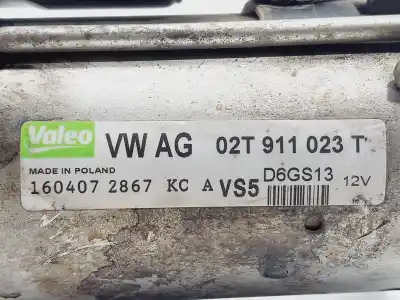 Valeo VW AG 02T 911 023 T
MADE IN POLAND D6GS13
160407 2867 KC A VS5 12V